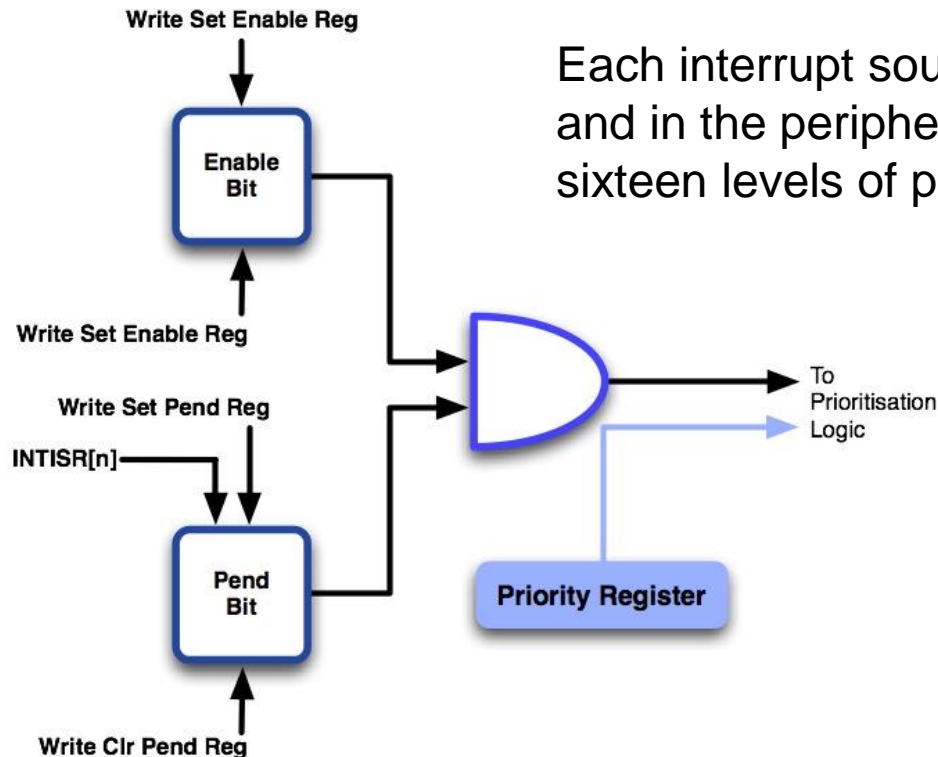 Write Set Enable Reg
Each interrupt sou
and in the periphe
sixteen levels of p
Enable
Bit
Write Set Enable Reg
Write Set Pend Reg
INTISR[n]
To
Prioritisation
Logic
Pend
Bit
Priority Register
Write Clr Pend Reg